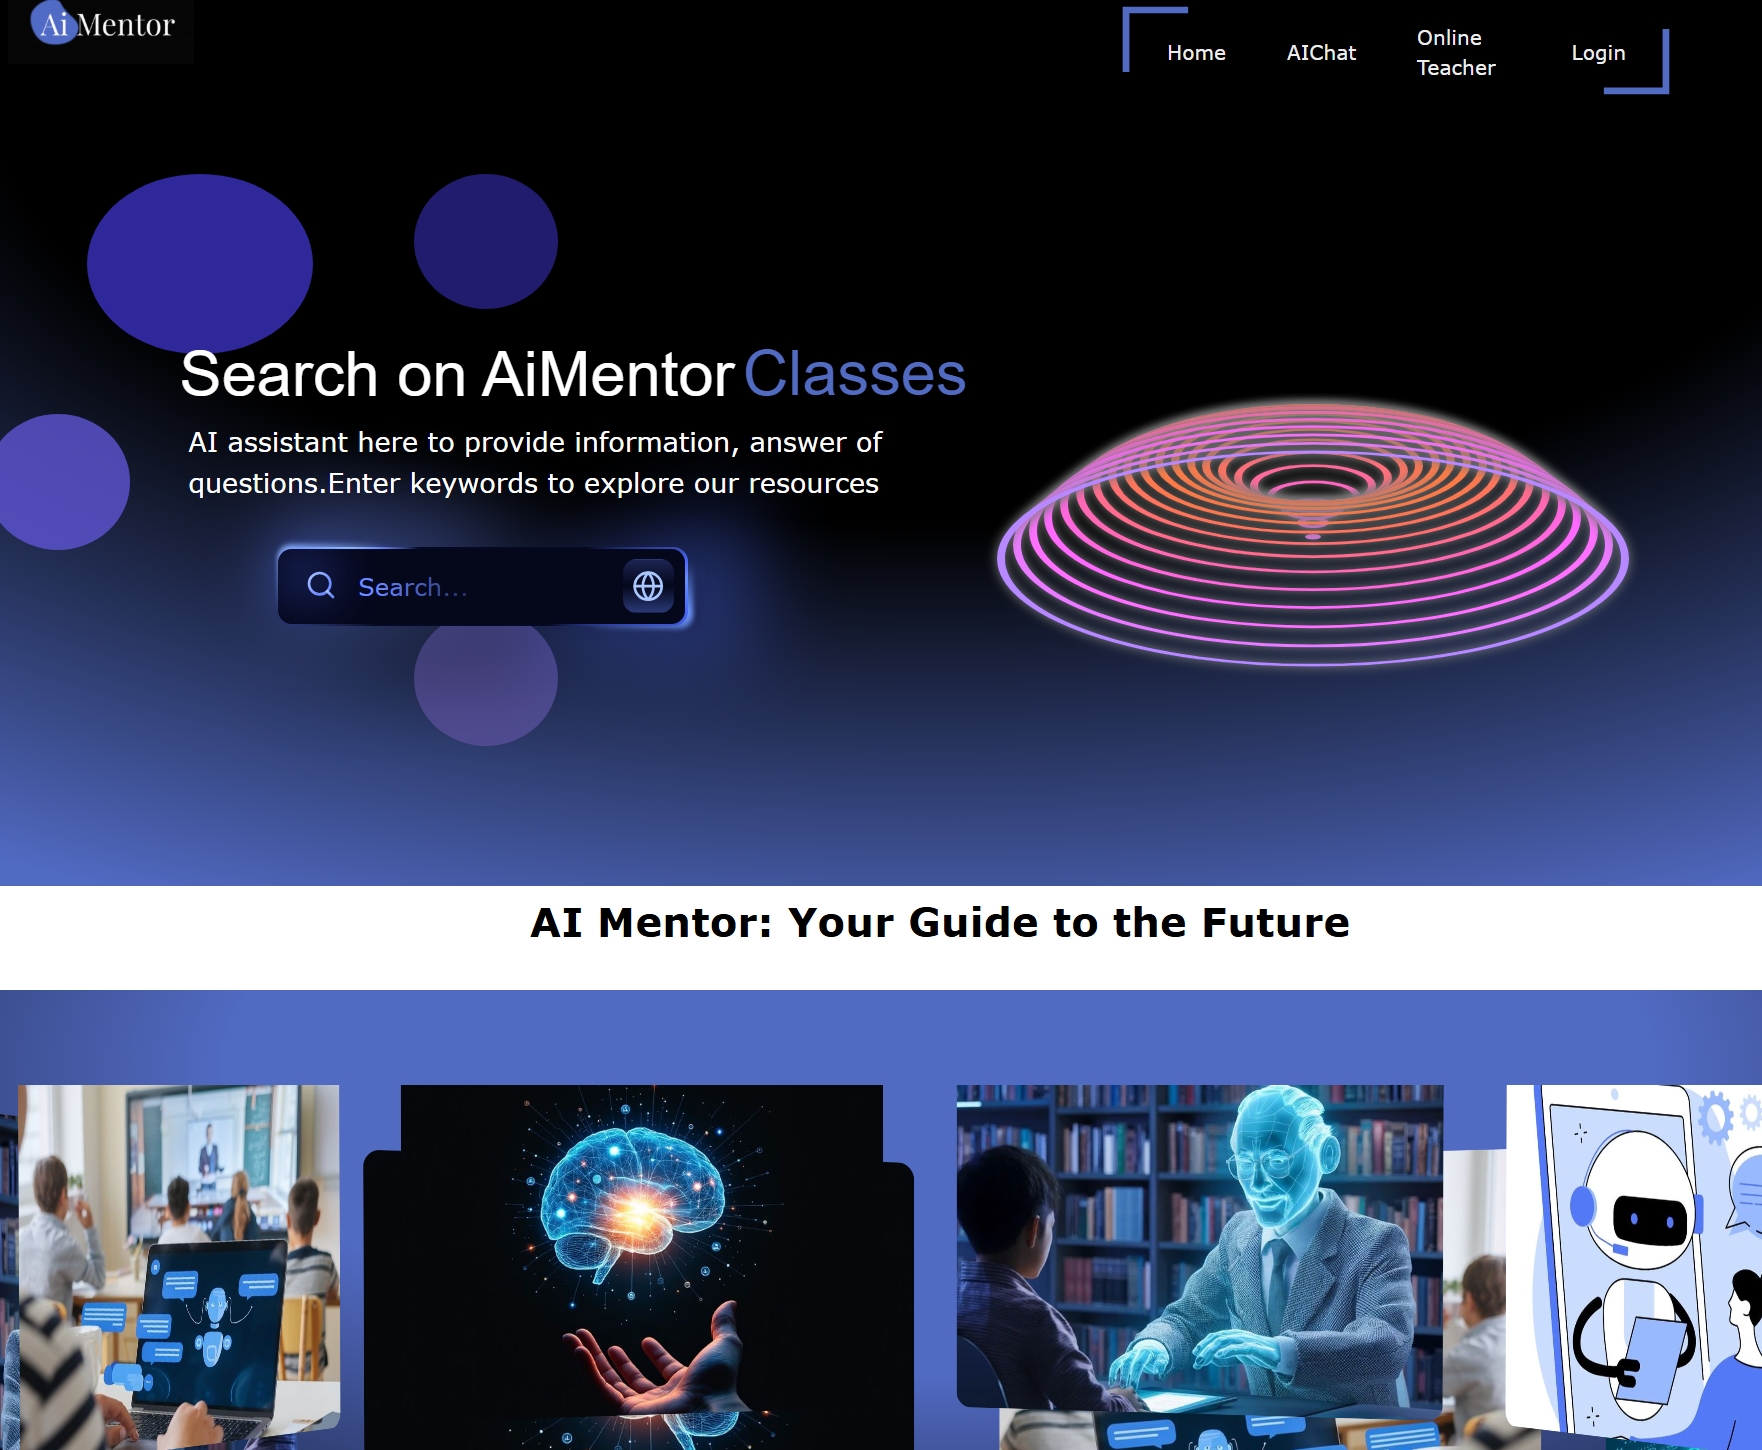 Ai Mentor
Home
AIChat
Online
Teacher
Login
Search on AiMentor Classes
AI assistant here to provide information, answer of
questions.Enter keywords to explore our resources
Search...
AI Mentor: Your Guide to the Future